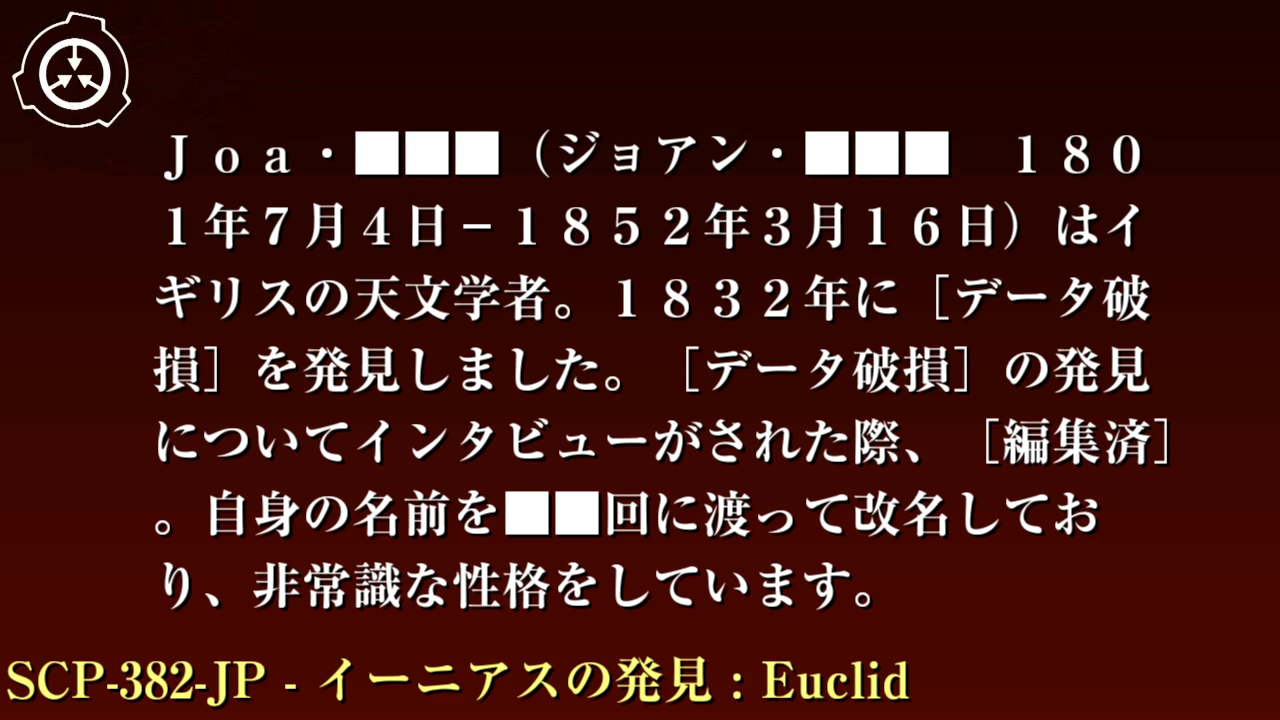 Ｊｏａ・■■■（ジョアン・■■■　１８０
１年７月４日－１８５２年３月１６日）はイ
ギリスの天文学者。１８３２年に［データ破
損］を発見しました。［データ破損］の発見
についてインタビューがされた際、［編集済］
。自身の名前を■■回に渡って改名してお
り、非常識な性格をしています。
SCP-382-JP - イーニアスの発見 : Euclid